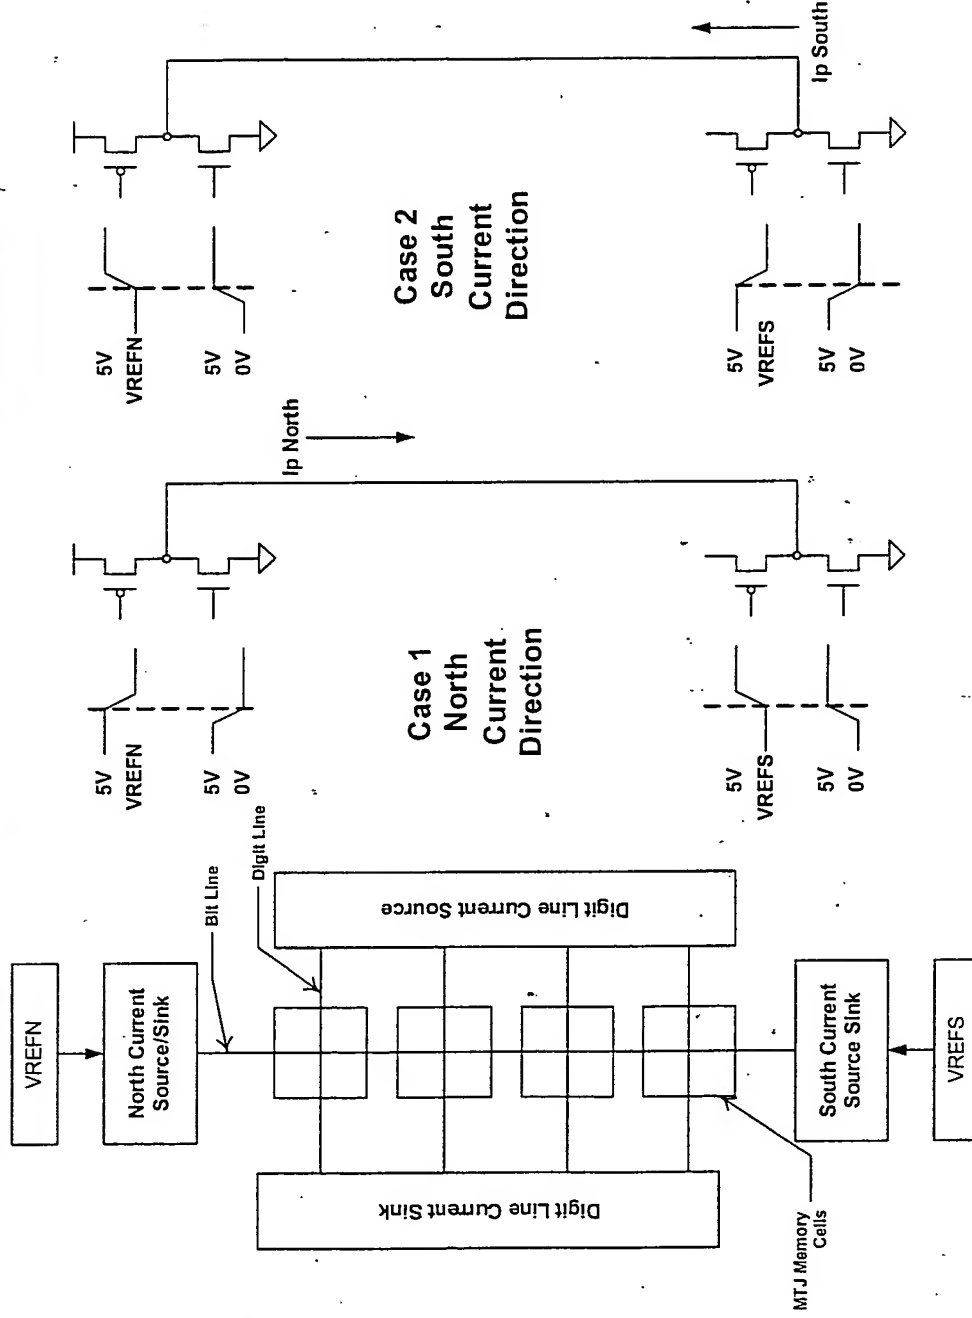 VREFN
North Current
Source/Sink
Bit Line
Digit Line
Digit Line Current Source
Digit Line Current Sink
MTJ Memory
Cells
South Current
Source Sink
VREFS
5V
VREFN
5V
0V
Case 1
North
Current
Direction
Ip North
5V
VREFS
5V
0V
5V
VREFN
5V
0V
Case 2
South
Current
Direction
5V
VREFS
5V
0V
Ip South